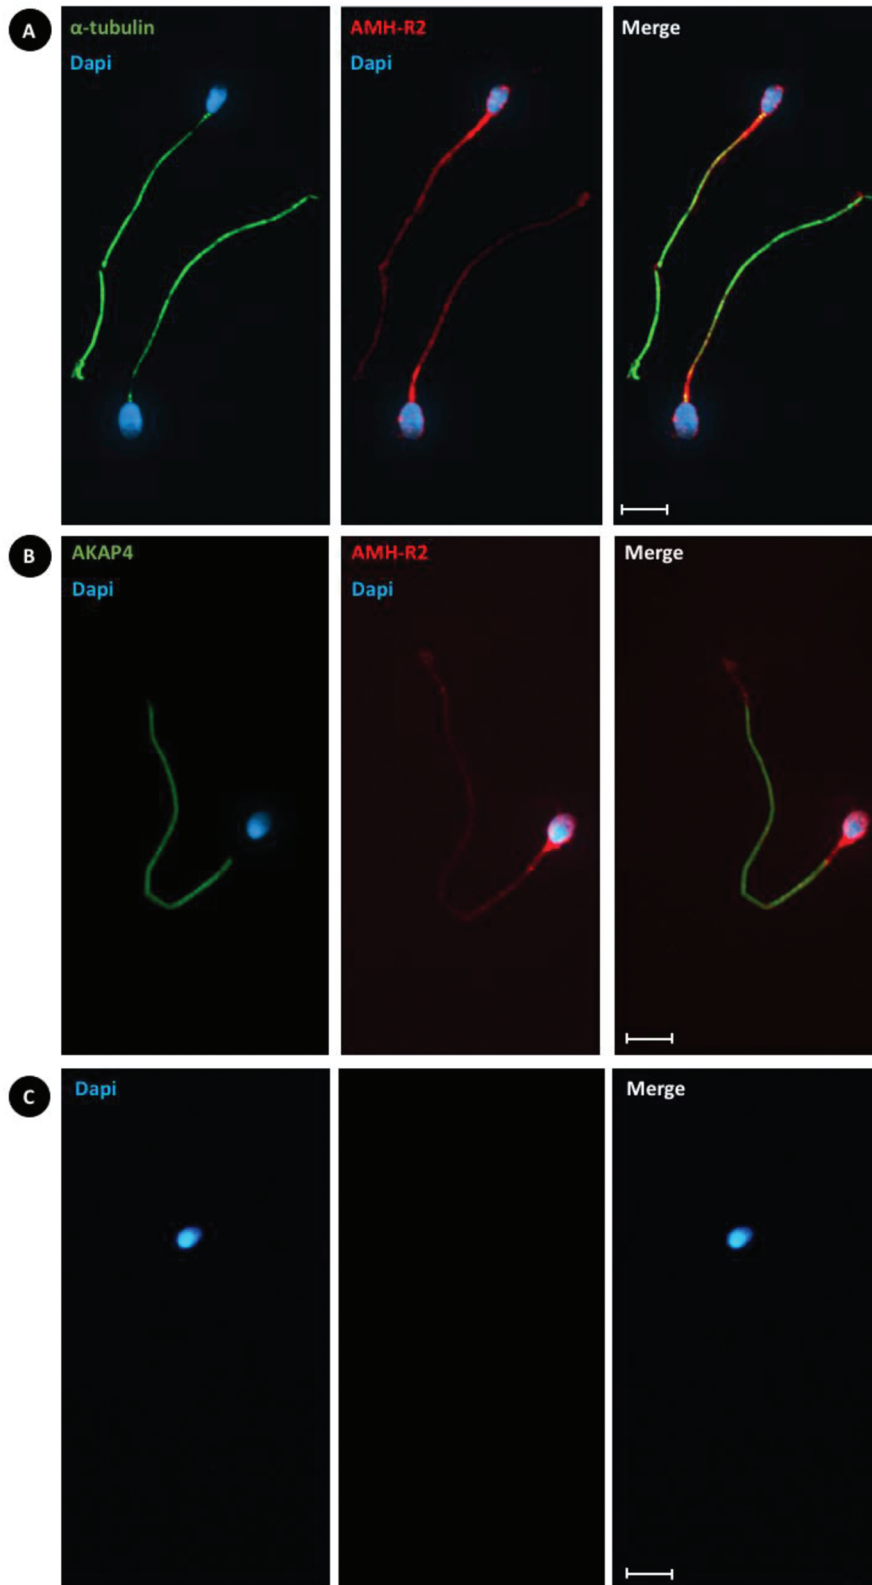 A
α-tubulin
Dapi
AMH-R2
Dapi
Merge
B
AKAP4
Dapi
AMH-R2
Dapi
Merge
C
Dapi
Merge